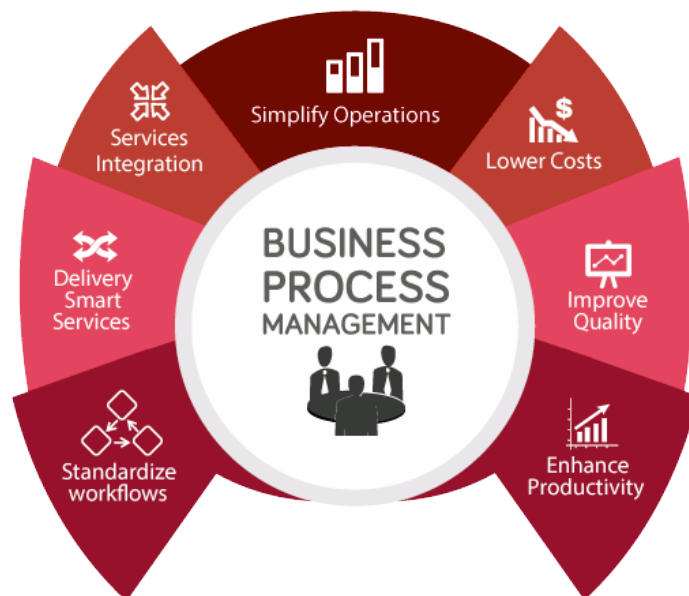 Simplify Operations
Services
Integration
Lower Costs
Delivery
Smart
Services
BUSINESS
PROCESS
MANAGEMENT
Improve
Quality
Standardize
workflows
Enhance
Productivity
$